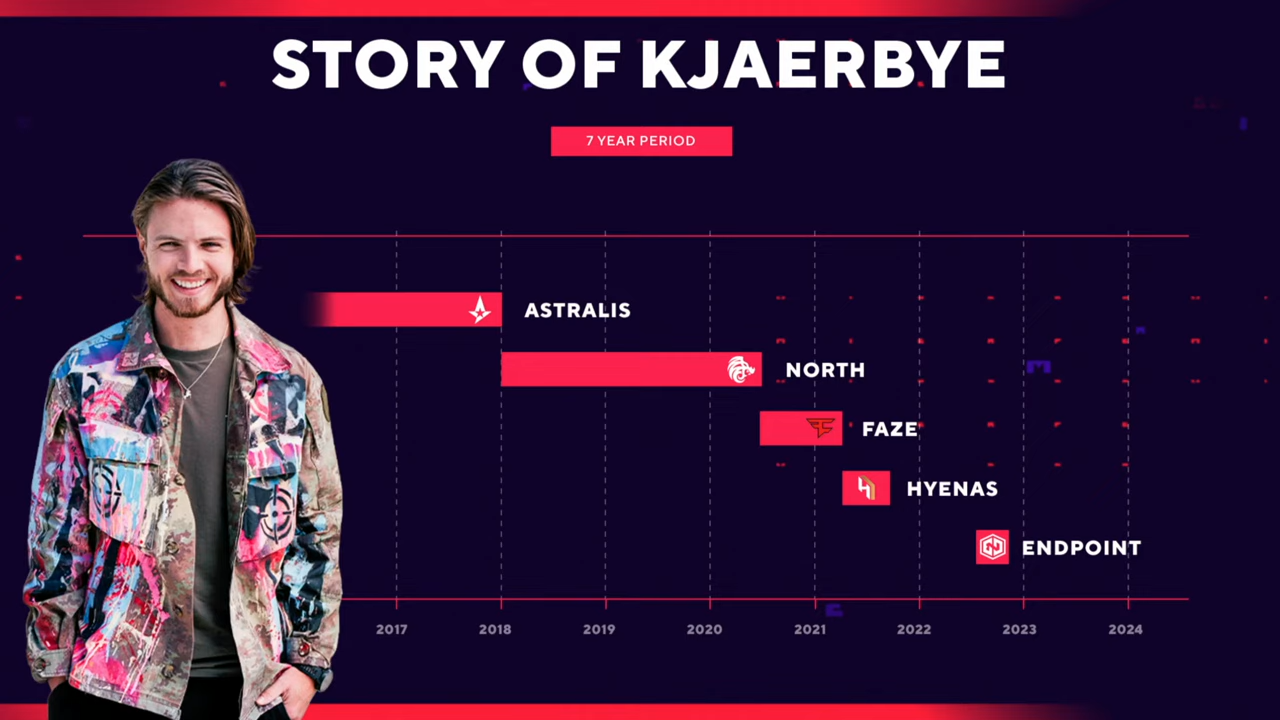 STORY OF KJAERBYE
7 YEAR PERIOD
ASTRALIS
NORTH
FAZE
HYENAS
ENDPOINT
2017 2018 2019 2020 2021 2022 2023 2024